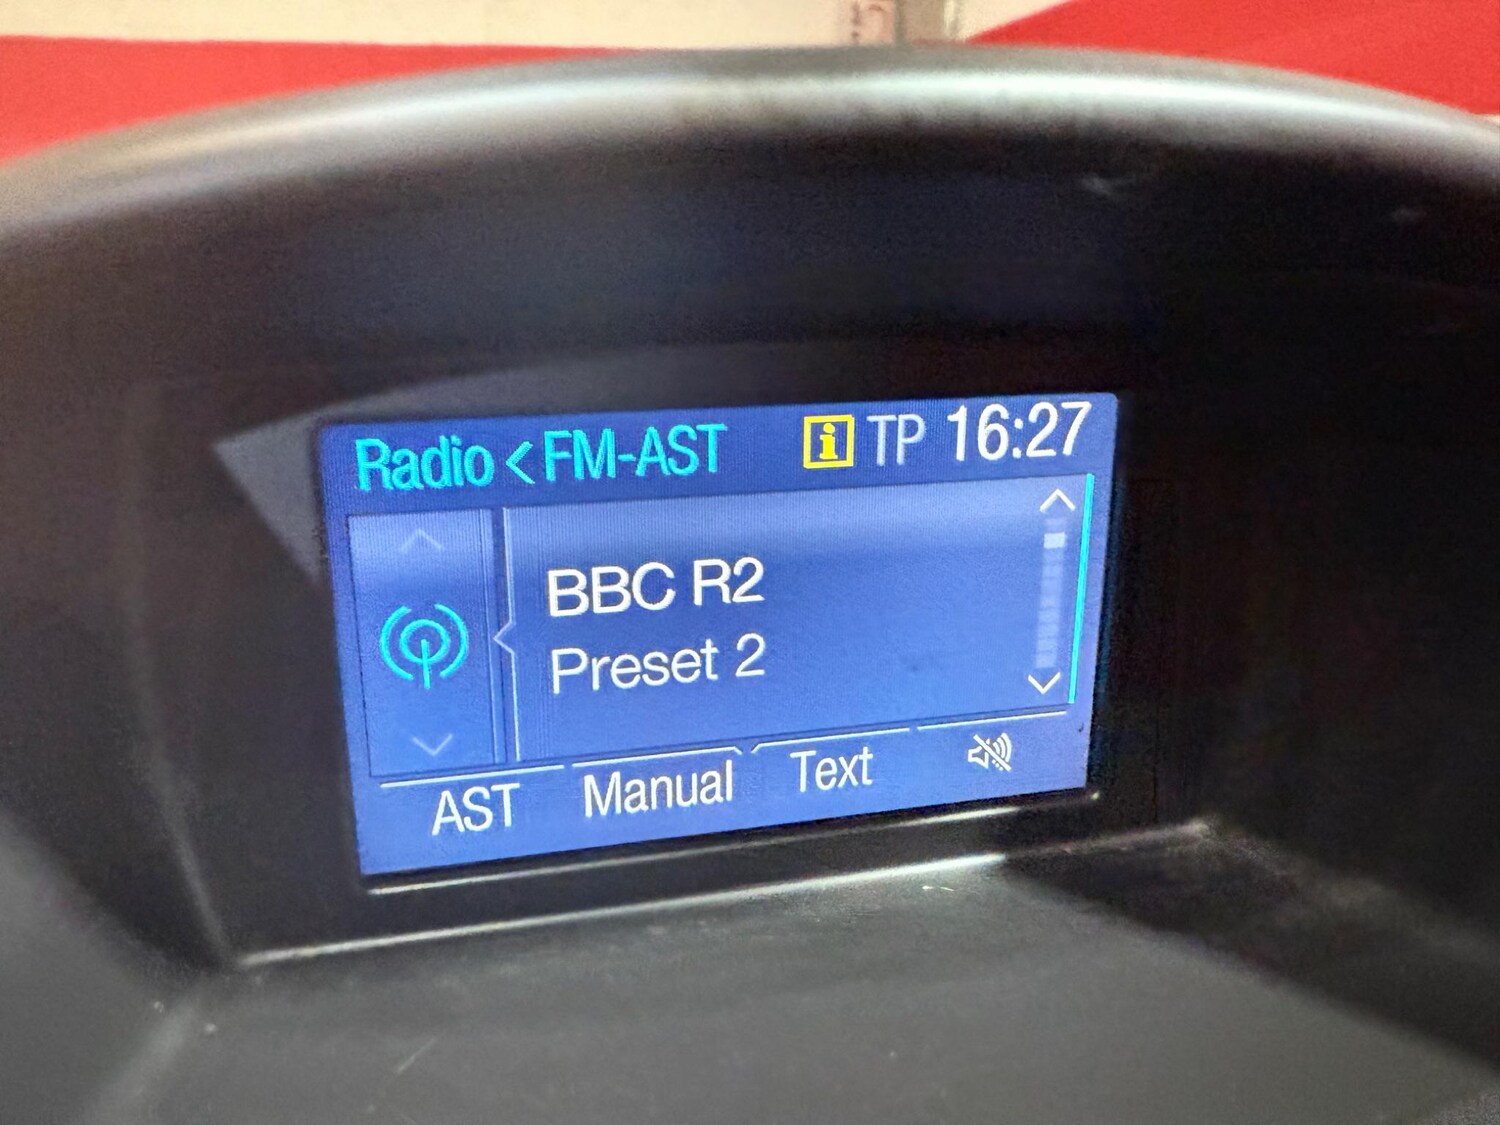 Radio < FM-AST i TP 16:27
BBC R2
Preset 2
AST Manual Text